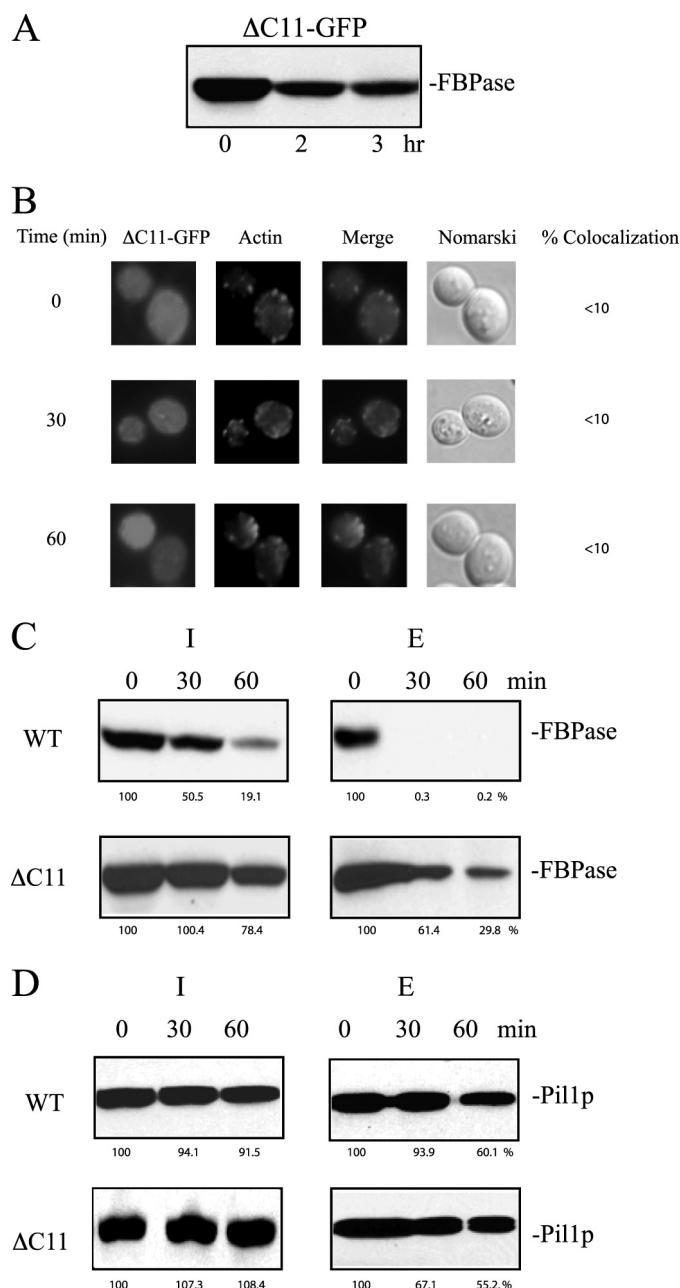 A
ΔC11-GFP
-FBPase
0 2 3 hr
B
Time (min) ΔC11-GFP Actin Merge Nomarski % Colocalization
0 <10
30 <10
60 <10
C
I E
0 30 60 0 30 60 min
WT -FBPase
100 50.5 19.1 100 0.3 0.2 %
ΔC11 -FBPase
100 100.4 78.4 100 61.4 29.8 %
D
I E
0 30 60 0 30 60 min
WT -Pil1p
100 94.1 91.5 100 93.9 60.1 %
ΔC11 -Pil1p
100 107.3 108.4 100 67.1 55.2. %